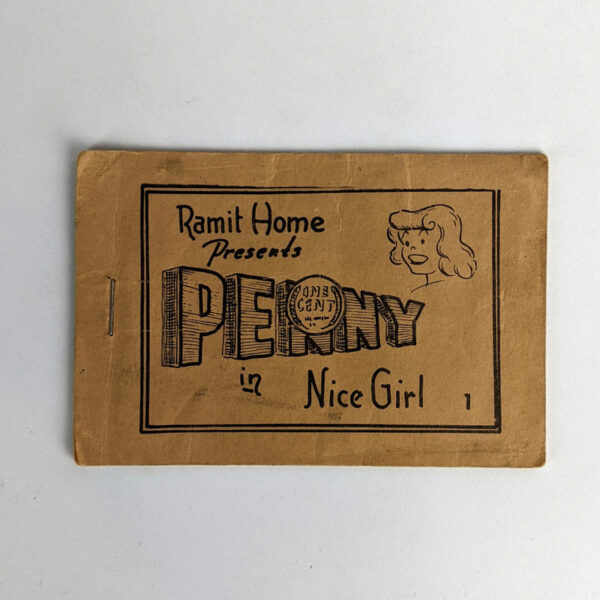 Ramit Home
Presents
PENNY
ONE
CENT
in
Nice Girl 1